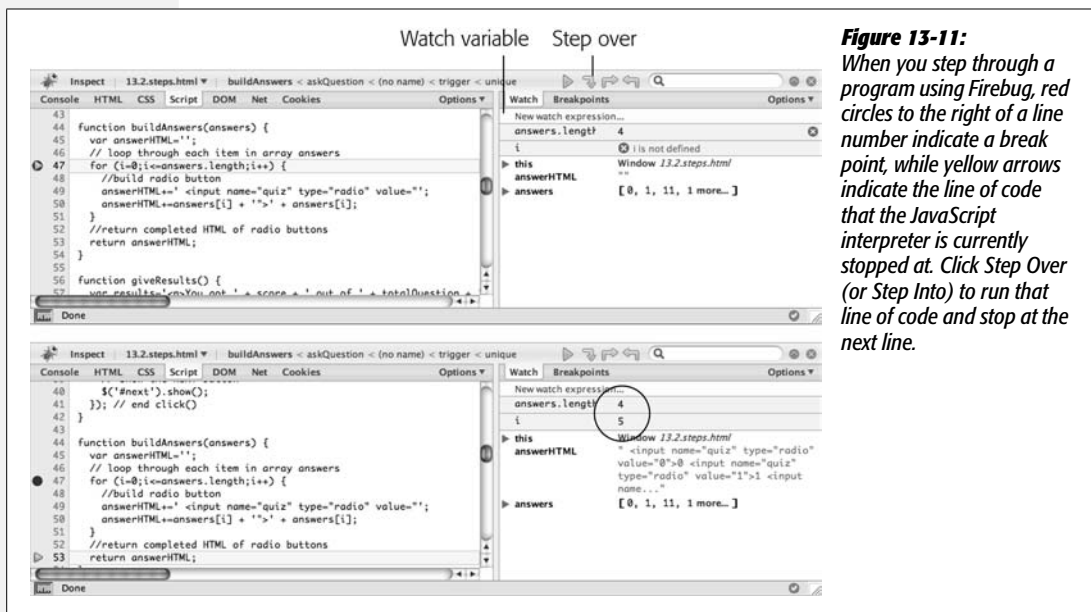 Watch variable Step over
Inspect 13.2.steps.html ▾ buildAnswers < askQuestion < (no name) < trigger < unique
Console HTML CSS Script DOM Net Cookies Options ▾
Watch Breakpoints Options ▾
43
44 function buildAnswers(answers) {
45 var answerHTML='';
46 // loop through each item in array answers
47 for (i=0;i<=answers.length;i++) {
48 //build radio button
49 answerHTML+=' <input name="quiz" type="radio" value="';
50 answerHTML+=answers[i] + '">' + answers[i];
51 }
52 //return completed HTML of radio buttons
53 return answerHTML;
54 }
55
56 function giveResults() {
57 var results='<p>You got ' + score + ' out of ' + totalQuestion +
New watch expression...
answers.length 4
i i is not defined
this Window 13.2.steps.html
answerHTML ""
answers [ 0, 1, 11, 1 more... ]
Done
Inspect 13.2.steps.html ▾ buildAnswers < askQuestion < (no name) < trigger < unique
Console HTML CSS Script DOM Net Cookies Options ▾
Watch Breakpoints Options ▾
40 $('#next').show();
41 }); // end click()
42 }
43
44 function buildAnswers(answers) {
45 var answerHTML='';
46 // loop through each item in array answers
47 for (i=0;i<=answers.length;i++) {
48 //build radio button
49 answerHTML+=' <input name="quiz" type="radio" value="';
50 answerHTML+=answers[i] + '">' + answers[i];
51 }
52 //return completed HTML of radio buttons
53 return answerHTML;
New watch expression...
answers.length 4
i 5
this Window 13.2.steps.html
answerHTML " <input name="quiz" type="radio"
value="0">0 <input name="quiz"
type="radio" value="1">1 <input
name..."
answers [ 0, 1, 11, 1 more... ]
Done
Figure 13-11:
When you step through a
program using Firebug, red
circles to the right of a line
number indicate a break
point, while yellow arrows
indicate the line of code
that the JavaScript
interpreter is currently
stopped at. Click Step Over
(or Step Into) to run that
line of code and stop at the
next line.